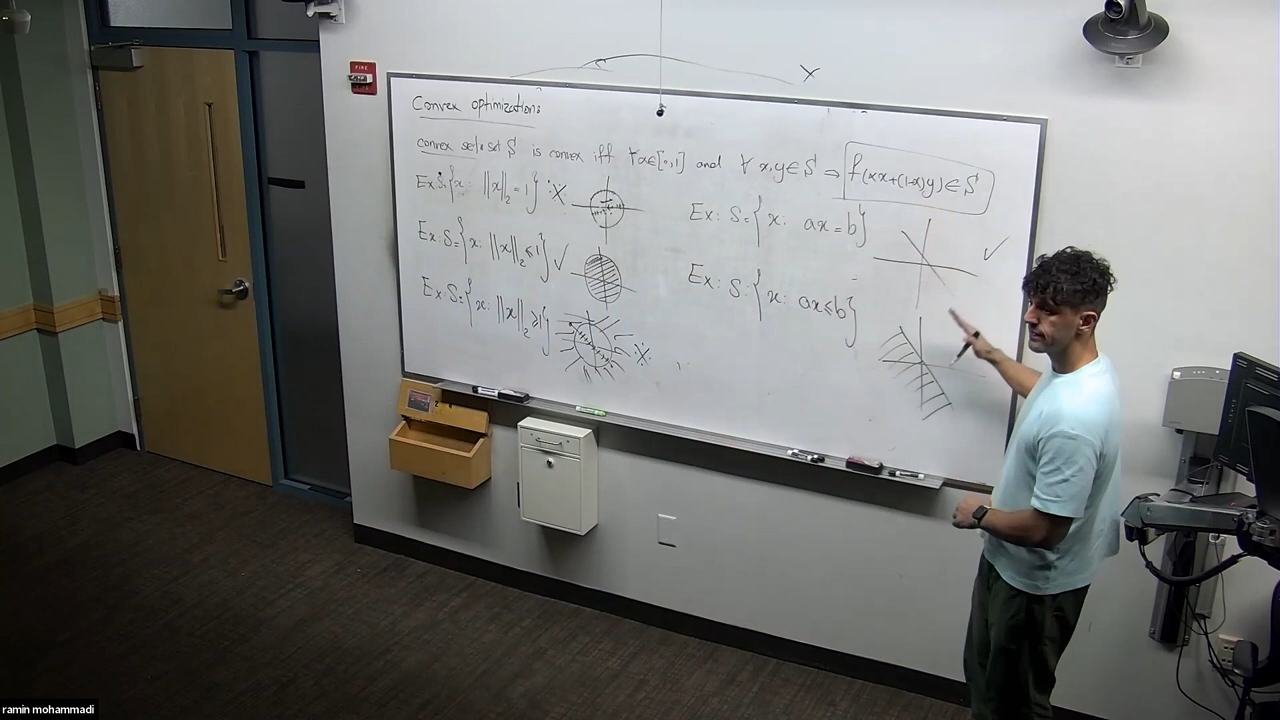 Convex optimizations
convex set: set S is convex iff ∀α∈[0,1] and ∀ x,y∈S ⇒ f(αx+(1-α)y)∈S
Ex: S:{x: ||x||₂=1} X
Ex: S={x: ||x||₂≤1} ✓
Ex: S={x: ||x||₂≥1} X
Ex: S={x: ax=b} ✓
Ex: S:{x: ax≤b}
X
FIRE
ramin mohammadi